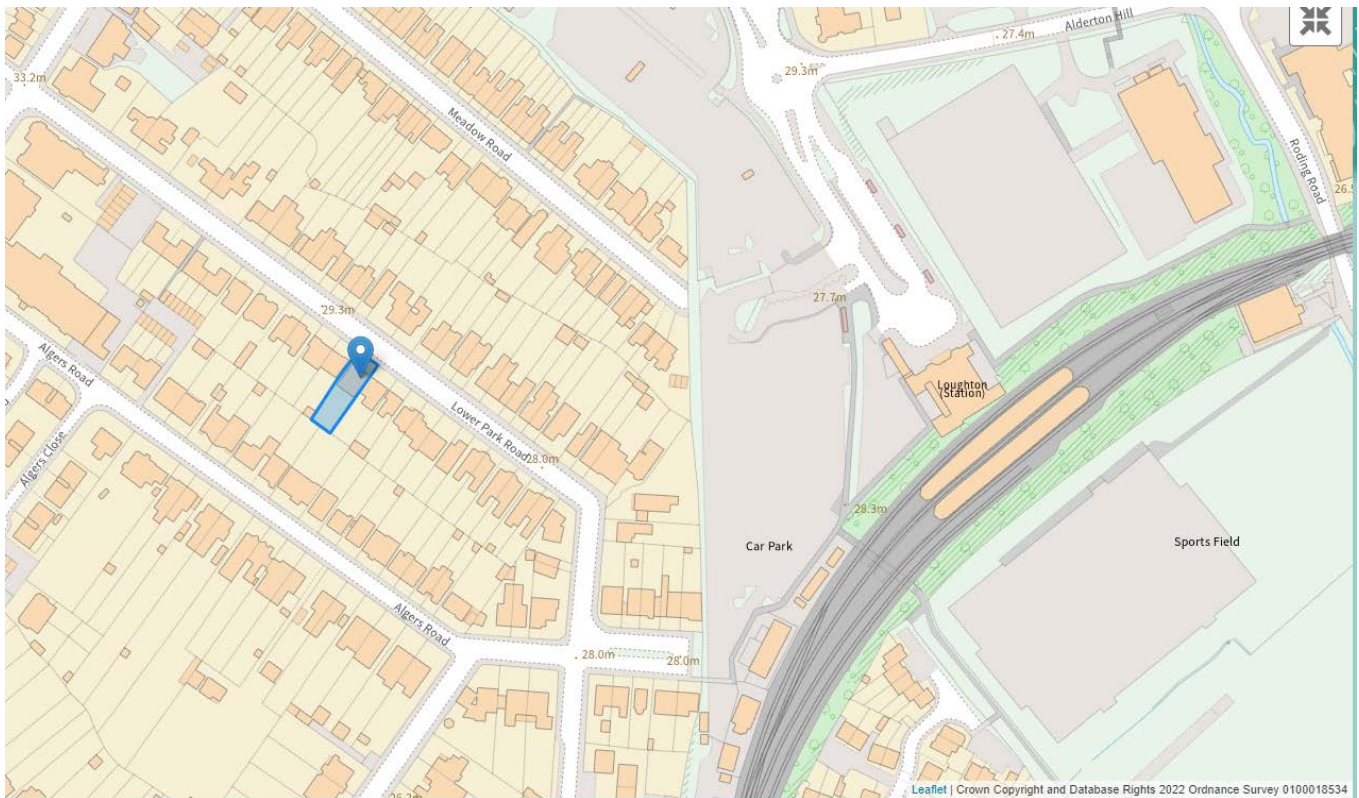 Alderton Hill
27.4m
29.3m
33.2m
Meadow Road
Roding Road
26.5
27.7m
29.3m
Algers Road
Loughton
(Station)
Lower Park Road
28.0m
Algers Close
28.3m
Sports Field
Car Park
Algers Road
28.0m
28.0m
Leaflet | Crown Copyright and Database Rights 2022 Ordnance Survey 0100018534